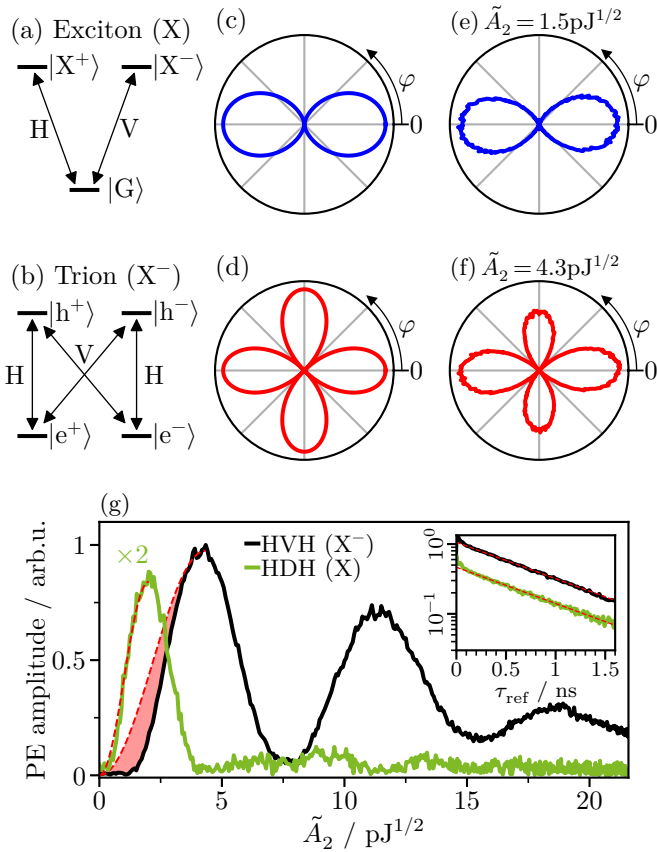 (a) Exciton (X)
|X⁺⟩ |X⁻⟩
H V
|G⟩
(c)
φ
0
(e) Ã₂ = 1.5pJ^{1/2}
φ
0
(b) Trion (X⁻)
|h⁺⟩ |h⁻⟩
V
H H
|e⁺⟩ |e⁻⟩
(d)
φ
0
(f) Ã₂ = 4.3pJ^{1/2}
φ
0
(g)
PE amplitude / arb.u.
1
0.5
0
×2
HVH (X⁻)
HDH (X)
10⁰
10⁻¹
0 0.5 1 1.5
τ_ref / ns
0 5 10 15 20
Ã₂ / pJ^{1/2}